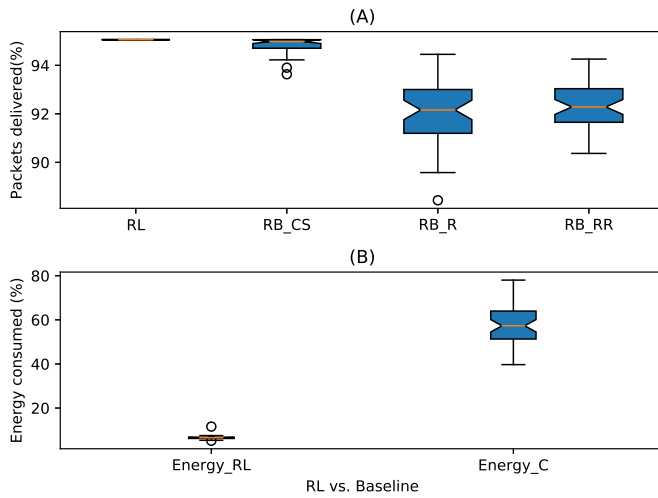 (A)
Packets delivered(%)
94
92
90
RL RB_CS RB_R RB_RR
(B)
Energy consumed (%)
80
60
40
20
Energy_RL Energy_C
RL vs. Baseline